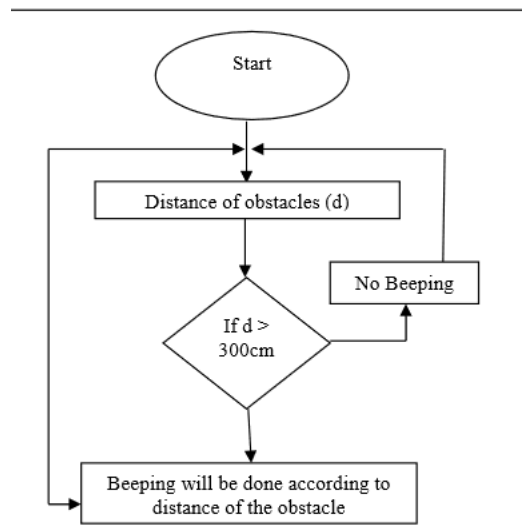 Start
Distance of obstacles (d)
No Beeping
If d >
300cm
Beeping will be done according to
distance of the obstacle